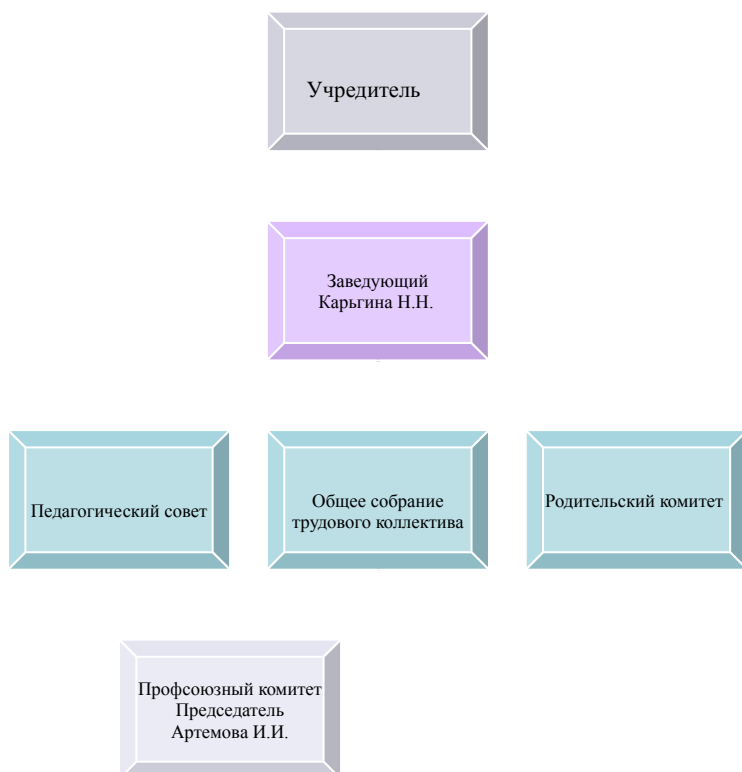 Учредитель
Заведующий
Карьгина Н.Н.
Педагогический совет
Общее собрание
трудового коллектива
Родительский комитет
Профсоюзный комитет
Председатель
Артемова И.И.